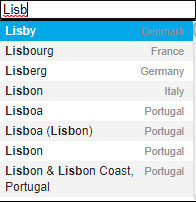 Lisb
Lisby Denmark
Lisbourg France
Lisberg Germany
Lisbon Italy
Lisboa Portugal
Lisboa (Lisbon) Portugal
Lisbon Portugal
Lisbon & Lisbon Coast, Portugal
Portugal